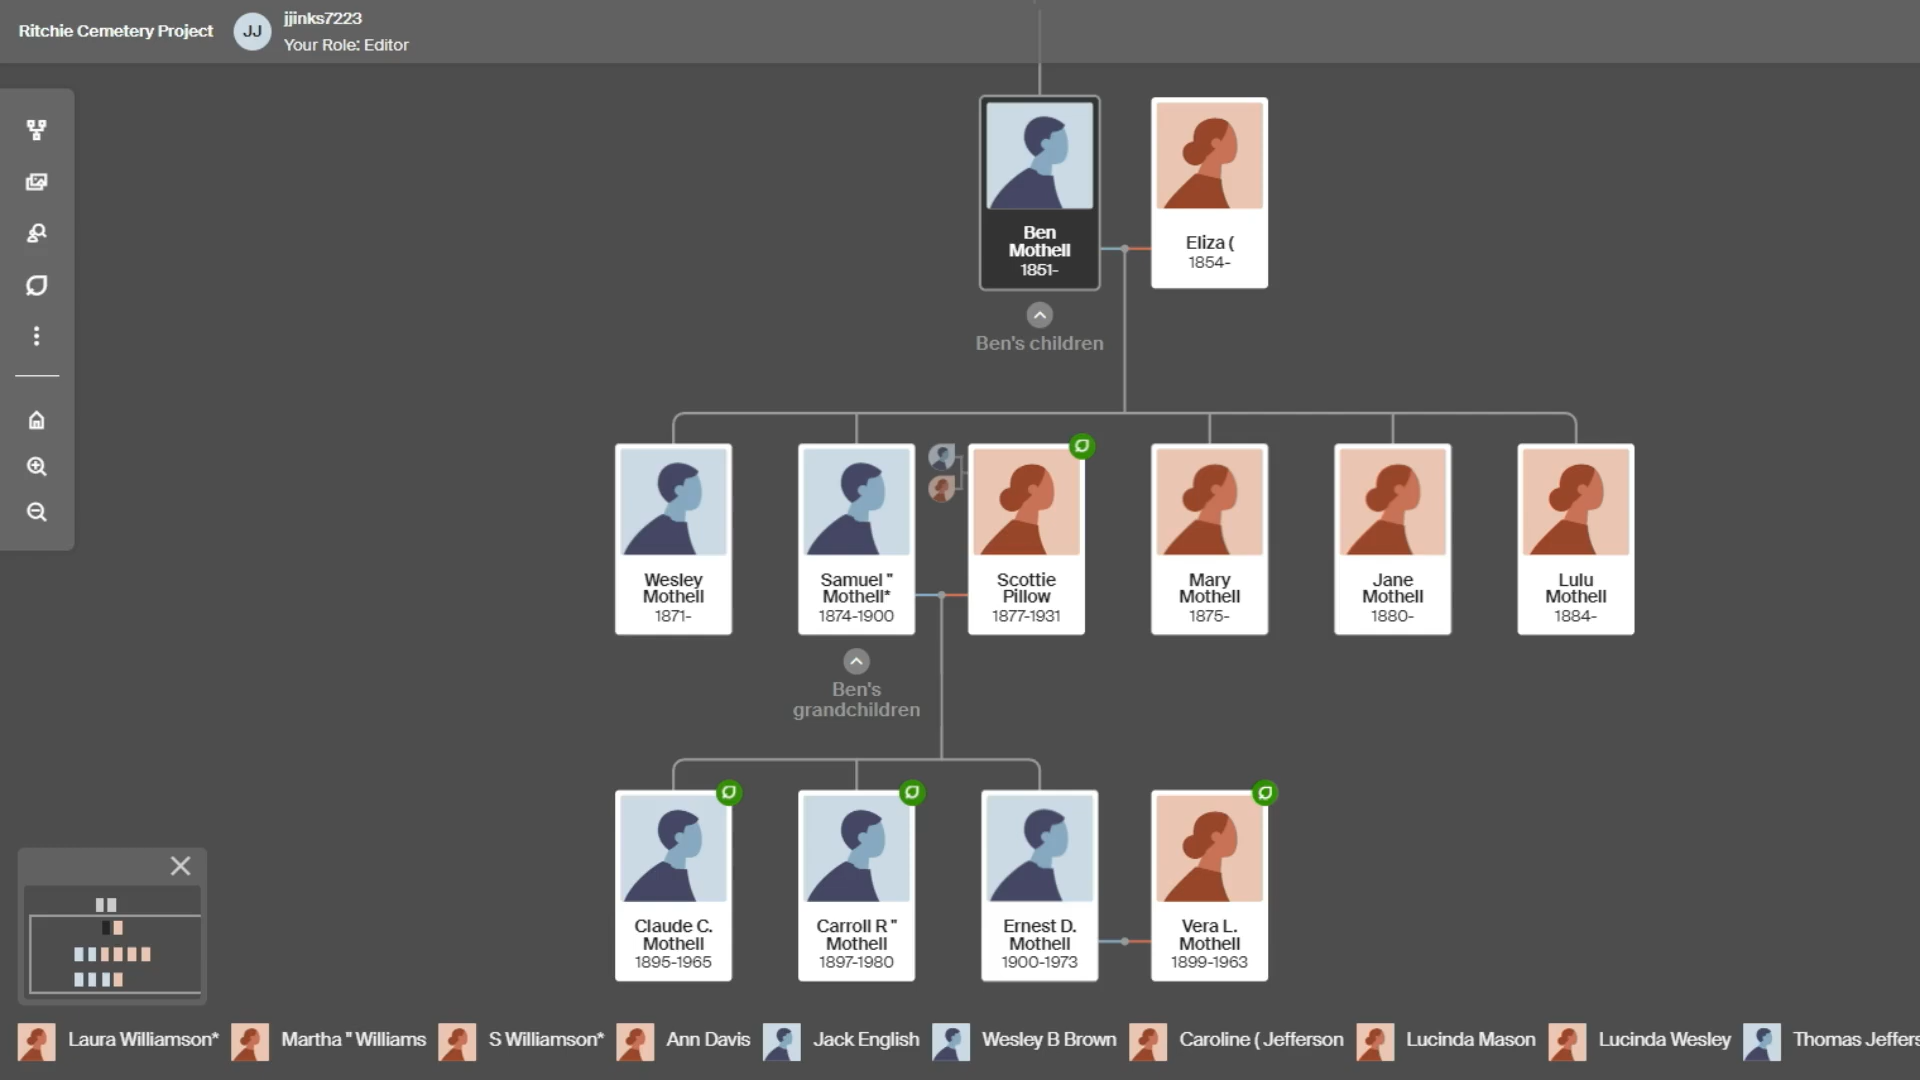 Ritchie Cemetery Project
JJ
jjinks7223
Your Role: Editor
Ben
Mothell
1851-
Eliza (
1854-
Ben's children
Wesley
Mothell
1871-
Samuel "
Mothell*
1874-1900
Scottie
Pillow
1877-1931
Mary
Mothell
1875-
Jane
Mothell
1880-
Lulu
Mothell
1884-
Ben's
grandchildren
Claude C.
Mothell
1895-1965
Carroll R "
Mothell
1897-1980
Ernest D.
Mothell
1900-1973
Vera L.
Mothell
1899-1963
Laura Williamson*
Martha " Williams
S Williamson*
Ann Davis
Jack English
Wesley B Brown
Caroline ( Jefferson
Lucinda Mason
Lucinda Wesley
Thomas Jeffers